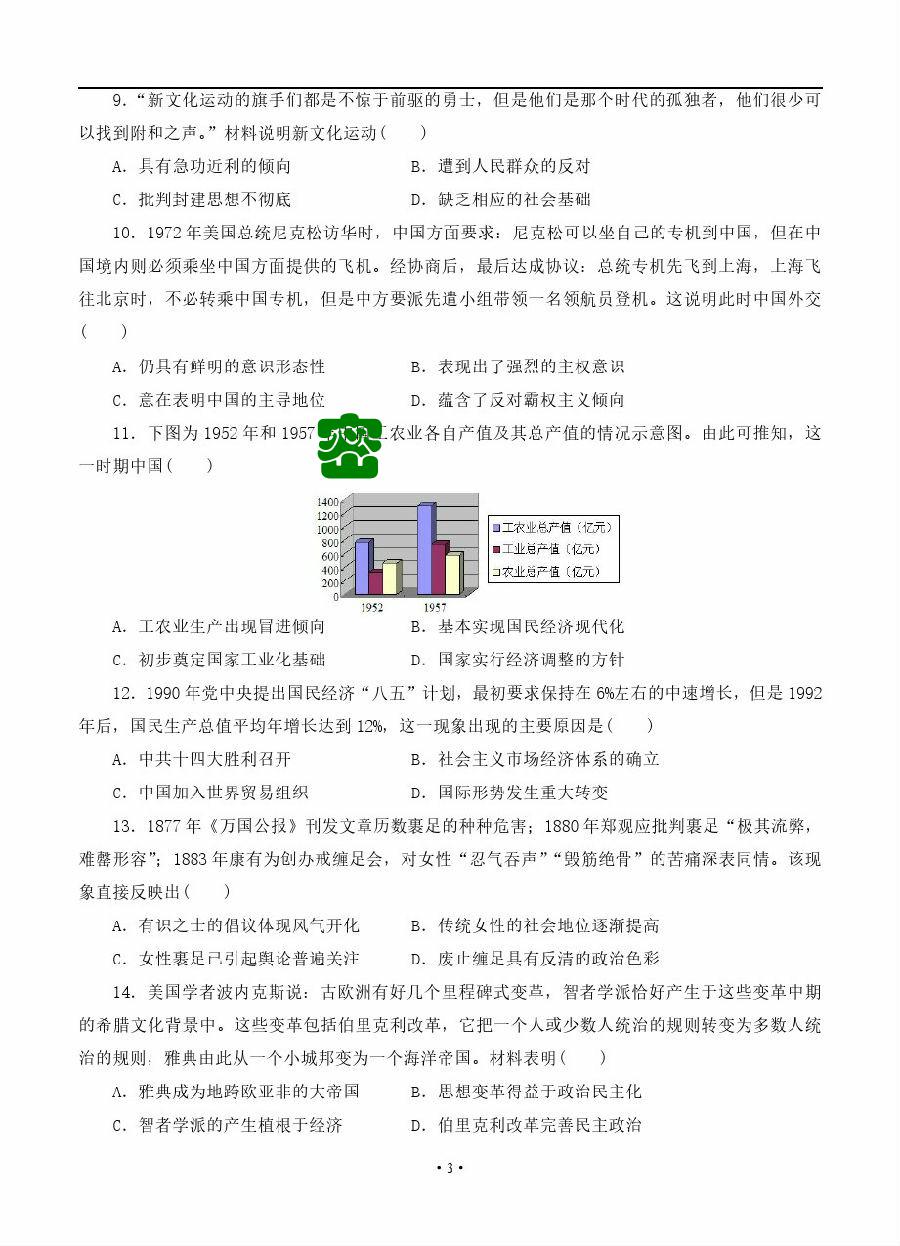 9．“新文化运动的旗手们都是不惊于前驱的勇士，但是他们是那个时代的孤独者，他们很少可
以找到附和之声。”材料说明新文化运动(　　)
A．具有急功近利的倾向　　B．遭到人民群众的反对
C．批判封建思想不彻底　　D．缺乏相应的社会基础
10．1972年美国总统尼克松访华时，中国方面要求：尼克松可以坐自己的专机到中国，但在中
国境内则必须乘坐中国方面提供的飞机。经协商后，最后达成协议：总统专机先飞到上海，上海飞
往北京时，不必转乘中国专机，但是中方要派先遣小组带领一名领航员登机。这说明此时中国外交
(　　)
A．仍具有鲜明的意识形态性　　B．表现出了强烈的主权意识
C．意在表明中国的主导地位　　D．蕴含了反对霸权主义倾向
11．下图为1952年和1957工农业各自产值及其总产值的情况示意图。由此可推知，这
一时期中国(　　)
1400
1200
1000
800
600
400
200
0
1952　1957
工农业总产值（亿元）
工业总产值（亿元）
农业总产值（亿元）
A．工农业生产出现冒进倾向　　B．基本实现国民经济现代化
C．初步奠定国家工业化基础　　D．国家实行经济调整的方针
12．1990年党中央提出国民经济“八五”计划，最初要求保持在6%左右的中速增长，但是1992
年后，国民生产总值平均年增长达到12%，这一现象出现的主要原因是(　　)
A．中共十四大胜利召开　　B．社会主义市场经济体系的确立
C．中国加入世界贸易组织　　D．国际形势发生重大转变
13．1877年《万国公报》刊发文章历数裹足的种种危害；1880年郑观应批判裹足“极其流弊，
难罄形容”；1883年康有为创办戒缠足会，对女性“忍气吞声”“毁筋绝骨”的苦痛深表同情。该现
象直接反映出(　　)
A．有识之士的倡议体现风气开化　　B．传统女性的社会地位逐渐提高
C．女性裹足已引起舆论普遍关注　　D．废止缠足具有反清的政治色彩
14．美国学者波内克斯说：古欧洲有好几个里程碑式变革，智者学派恰好产生于这些变革中期
的希腊文化背景中。这些变革包括伯里克利改革，它把一个人或少数人统治的规则转变为多数人统
治的规则，雅典由此从一个小城邦变为一个海洋帝国。材料表明(　　)
A．雅典成为地跨欧亚非的大帝国　　B．思想变革得益于政治民主化
C．智者学派的产生植根于经济　　D．伯里克利改革完善民主政治
·3·